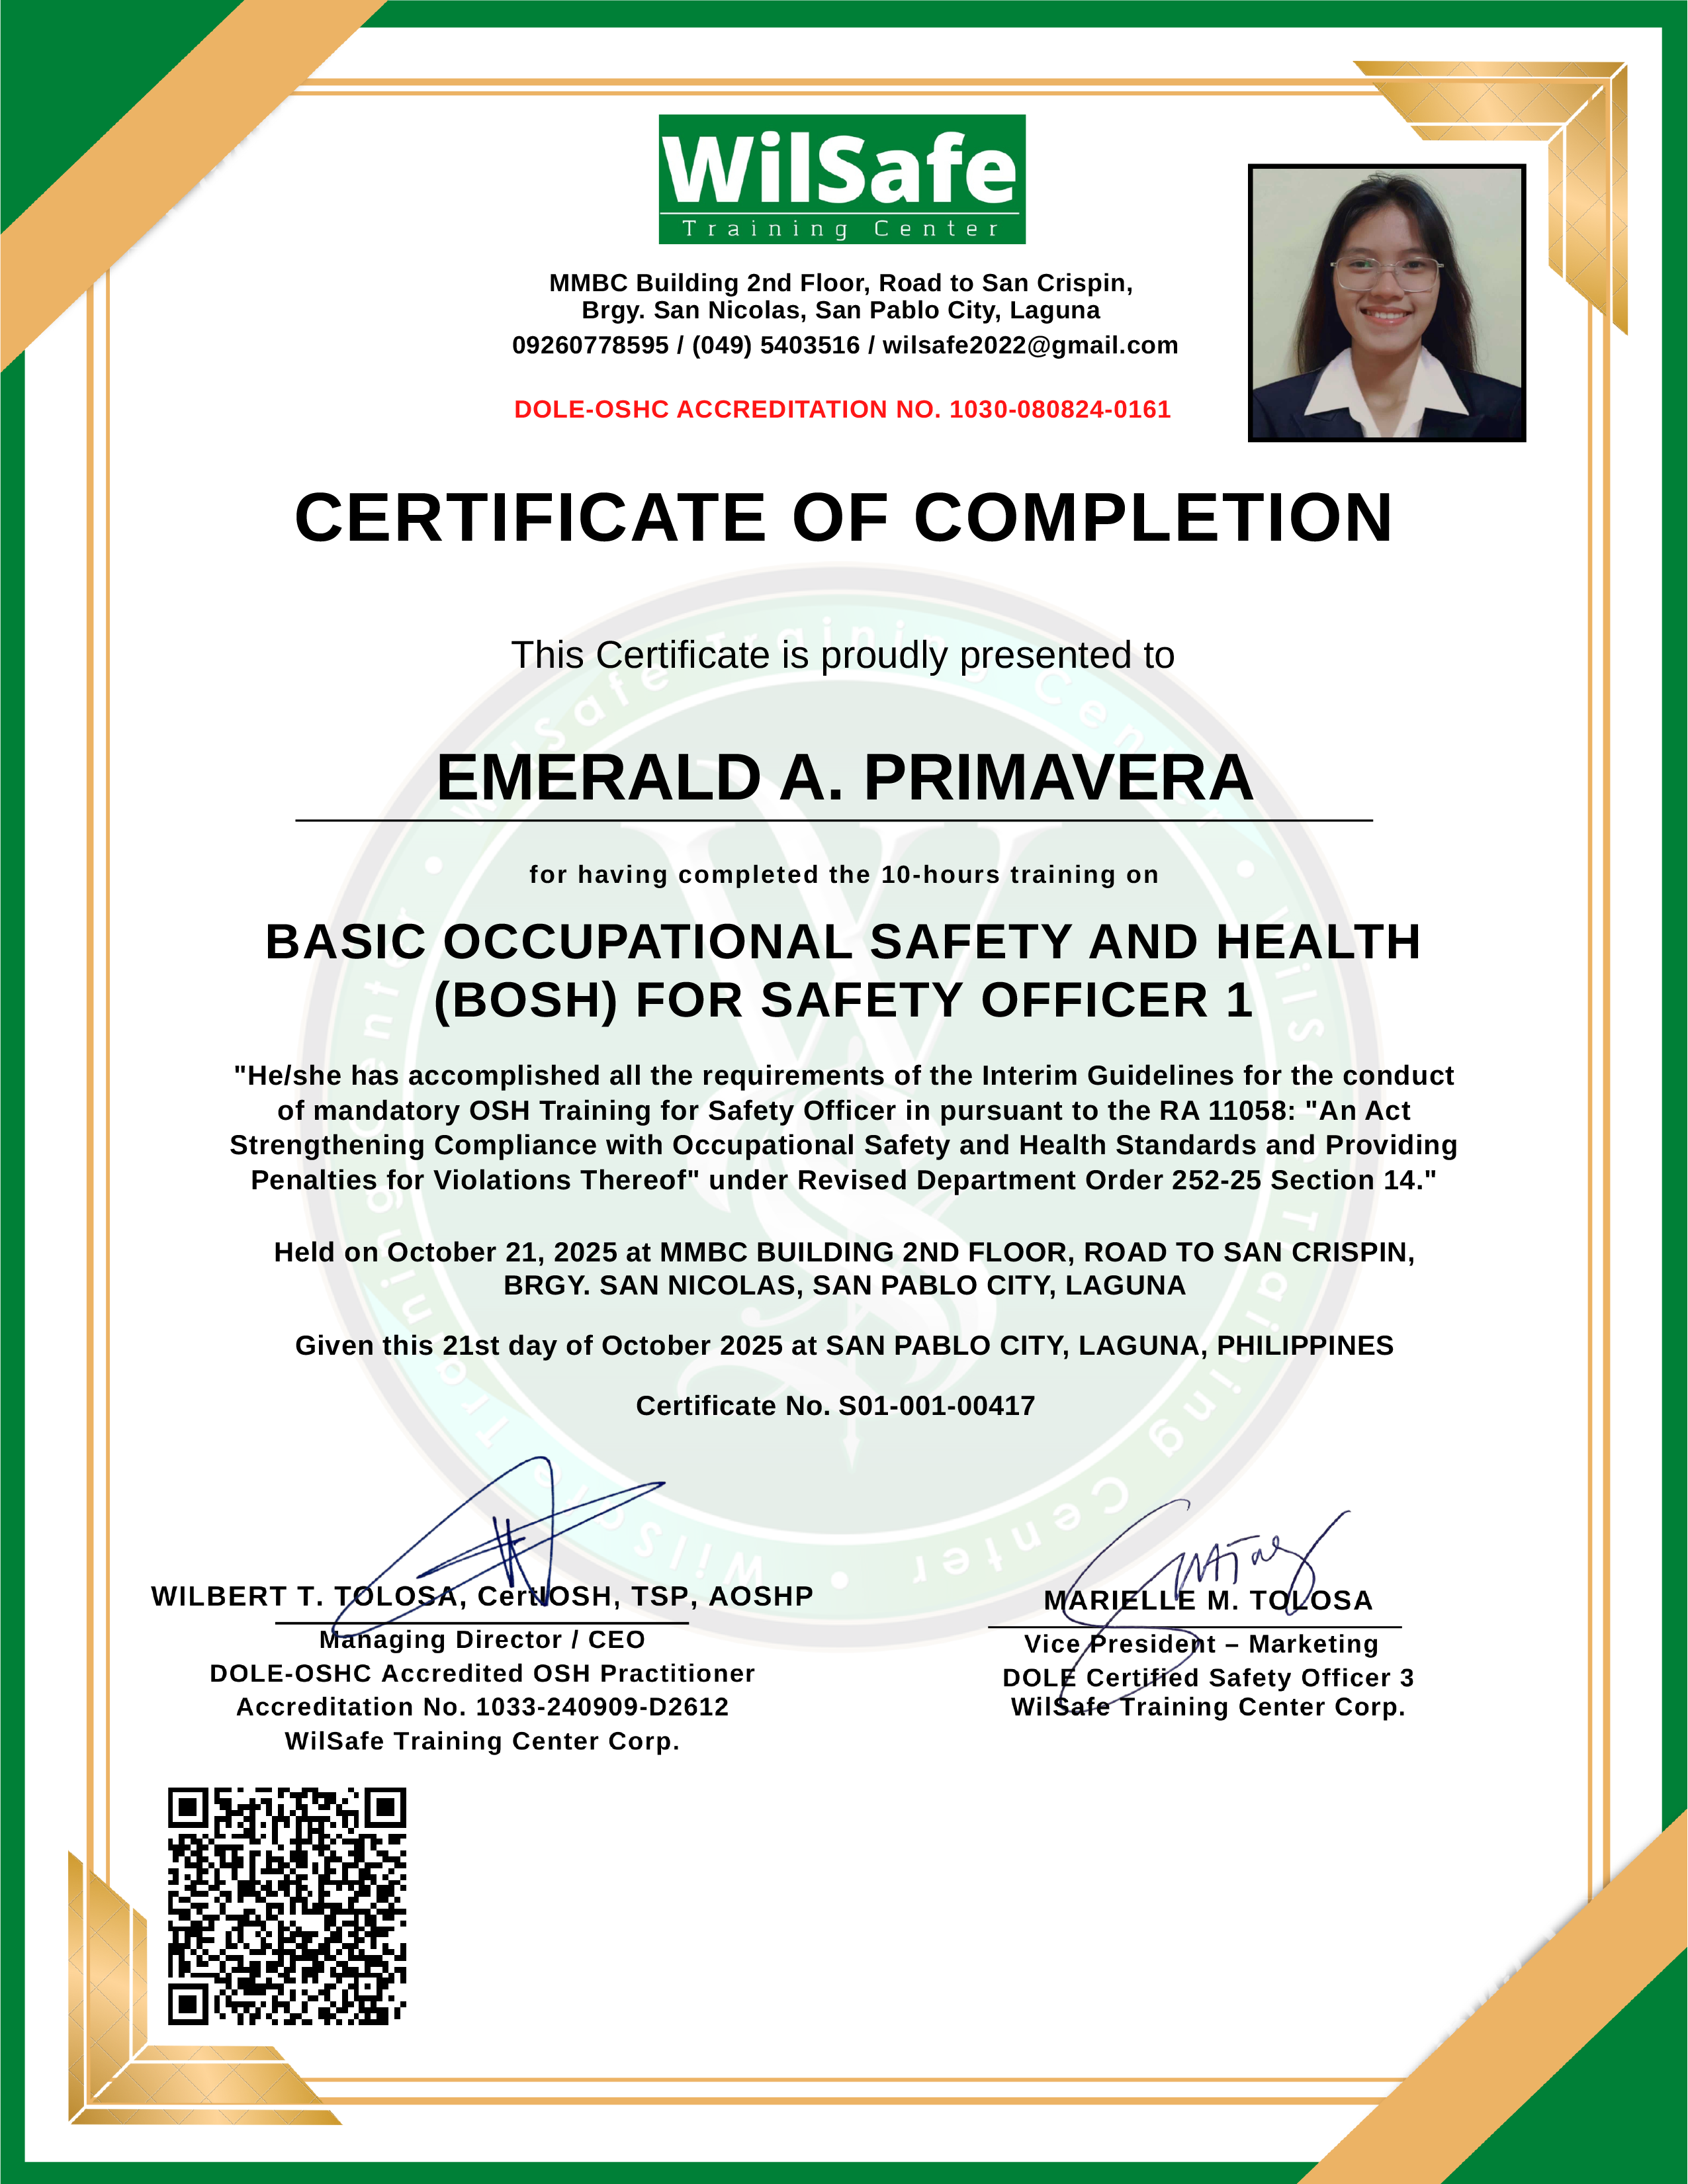 WilSafe
Training Center
MMBC Building 2nd Floor, Road to San Crispin,
Brgy. San Nicolas, San Pablo City, Laguna
09260778595 / (049) 5403516 / wilsafe2022@gmail.com
DOLE-OSHC ACCREDITATION NO. 1030-080824-0161
CERTIFICATE OF COMPLETION
This Certificate is proudly presented to
EMERALD A. PRIMAVERA
for having completed the 10-hours training on
BASIC OCCUPATIONAL SAFETY AND HEALTH
(BOSH) FOR SAFETY OFFICER 1
"He/she has accomplished all the requirements of the Interim Guidelines for the conduct
of mandatory OSH Training for Safety Officer in pursuant to the RA 11058: "An Act
Strengthening Compliance with Occupational Safety and Health Standards and Providing
Penalties for Violations Thereof" under Revised Department Order 252-25 Section 14."
Held on October 21, 2025 at MMBC BUILDING 2ND FLOOR, ROAD TO SAN CRISPIN,
BRGY. SAN NICOLAS, SAN PABLO CITY, LAGUNA
Given this 21st day of October 2025 at SAN PABLO CITY, LAGUNA, PHILIPPINES
Certificate No. S01-001-00417
WILBERT T. TOLOSA, CertIOSH, TSP, AOSHP
Managing Director / CEO
DOLE-OSHC Accredited OSH Practitioner
Accreditation No. 1033-240909-D2612
WilSafe Training Center Corp.
MARIELLE M. TOLOSA
Vice President – Marketing
DOLE Certified Safety Officer 3
WilSafe Training Center Corp.
WilSafe Training Center • WilSafe Training Center • WilSafe Training Center •